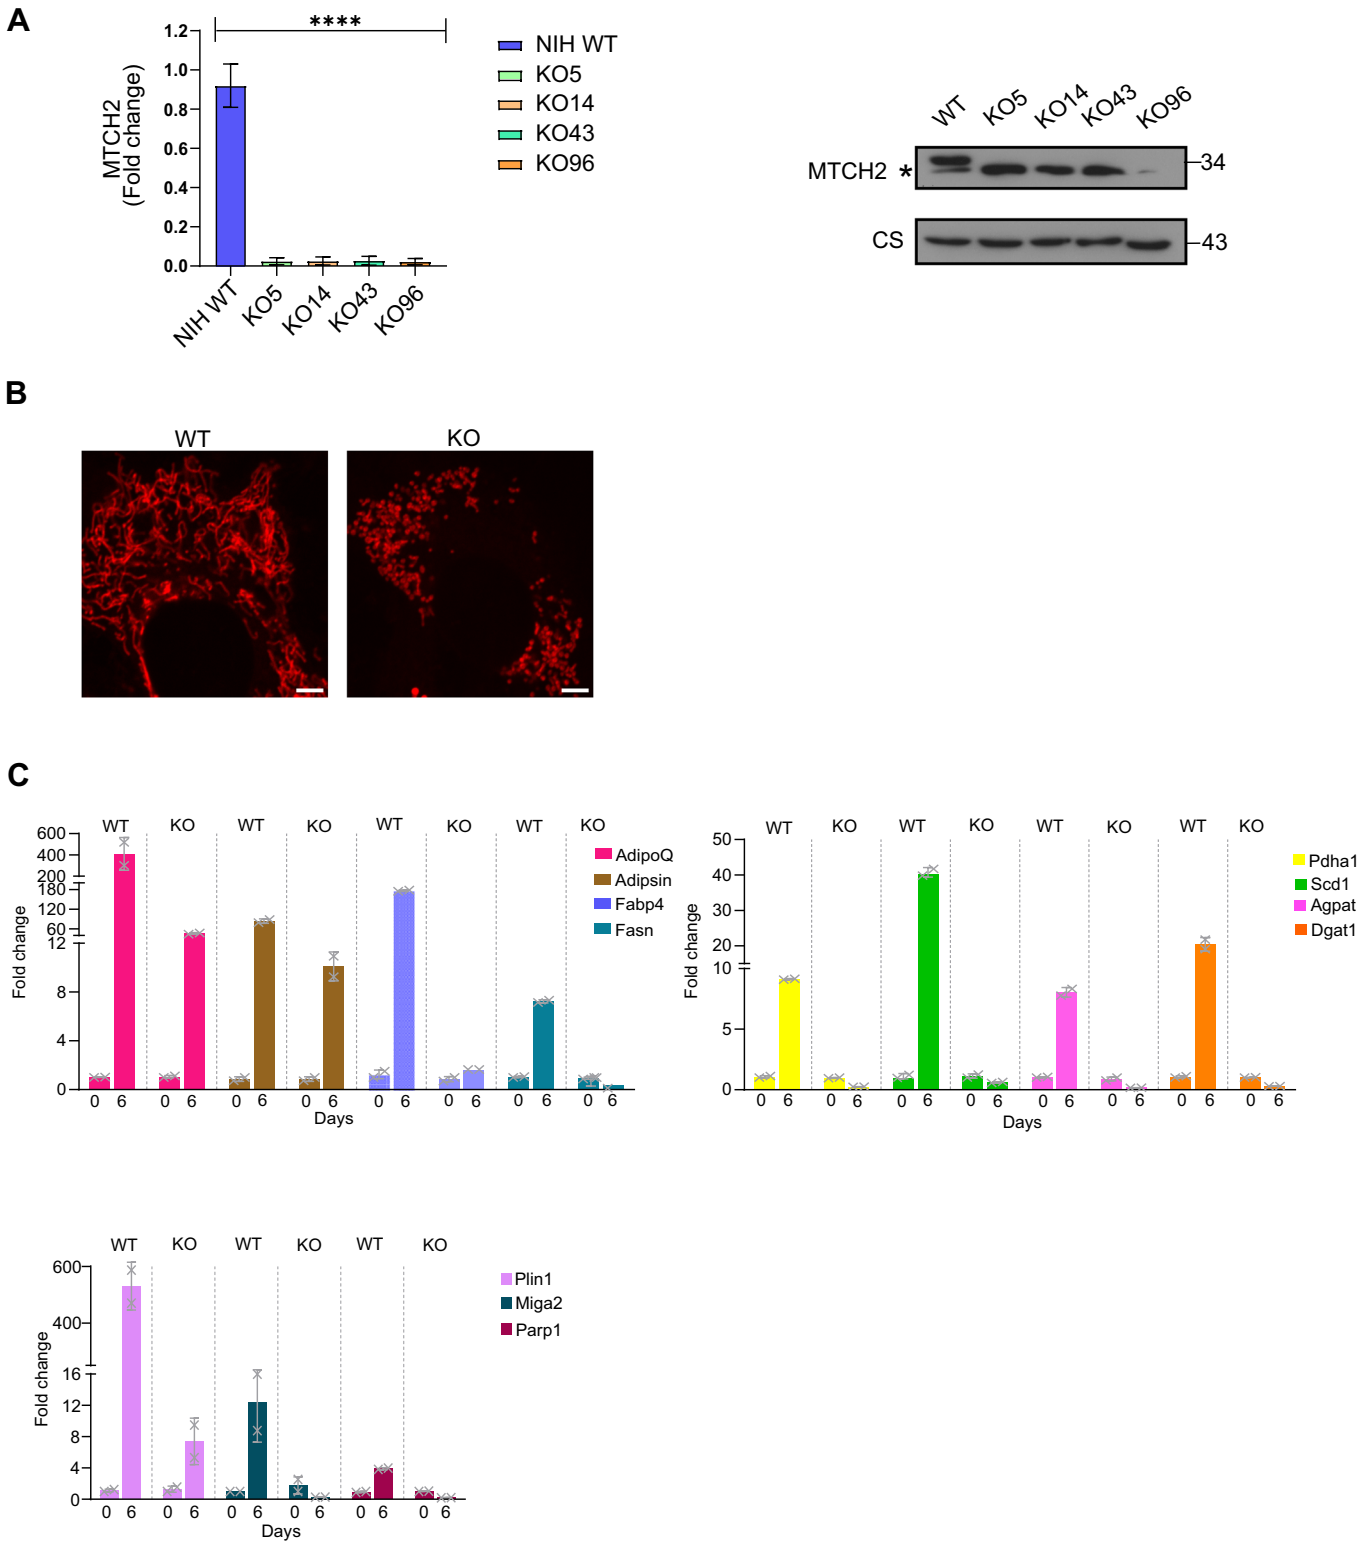 A
****
1.2
1.0
0.8
0.6
0.4
0.2
0.0
MTCH2
(Fold change)
NIH WT
KO5
KO14
KO43
KO96
NIH WT
KO5
KO14
KO43
KO96
WT
KO5
KO14
KO43
KO96
MTCH2 *
34
CS
43
B
WT
KO
C
WT
KO
WT
KO
WT
KO
WT
KO
600
400
200
180
120
60
12
8
4
0
Fold change
0 6 0 6 0 6 0 6 0 6 0 6 0 6 0 6
Days
AdipoQ
Adipsin
Fabp4
Fasn
WT
KO
WT
KO
WT
KO
WT
KO
50
40
30
20
10
5
0
Fold change
0 6 0 6 0 6 0 6 0 6 0 6 0 6 0 6
Days
Pdha1
Scd1
Agpat
Dgat1
WT
KO
WT
KO
WT
KO
600
400
16
12
8
4
0
Fold change
0 6 0 6 0 6 0 6 0 6 0 6
Days
Plin1
Miga2
Parp1